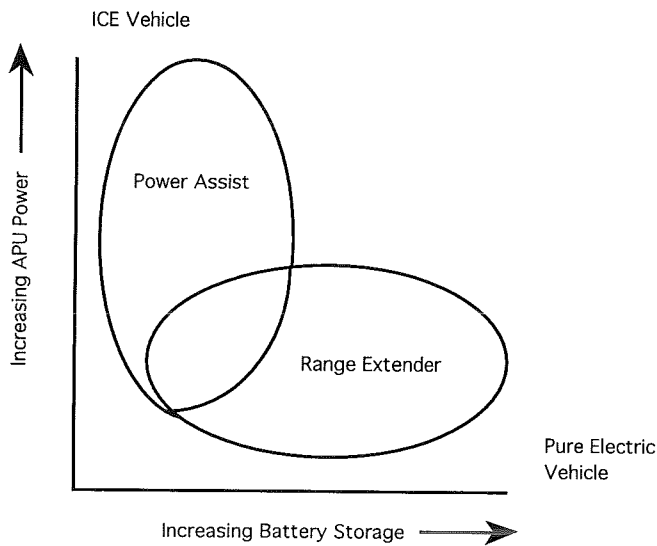 ICE Vehicle
Increasing APU Power
Power Assist
Range Extender
Pure Electric
Vehicle
Increasing Battery Storage